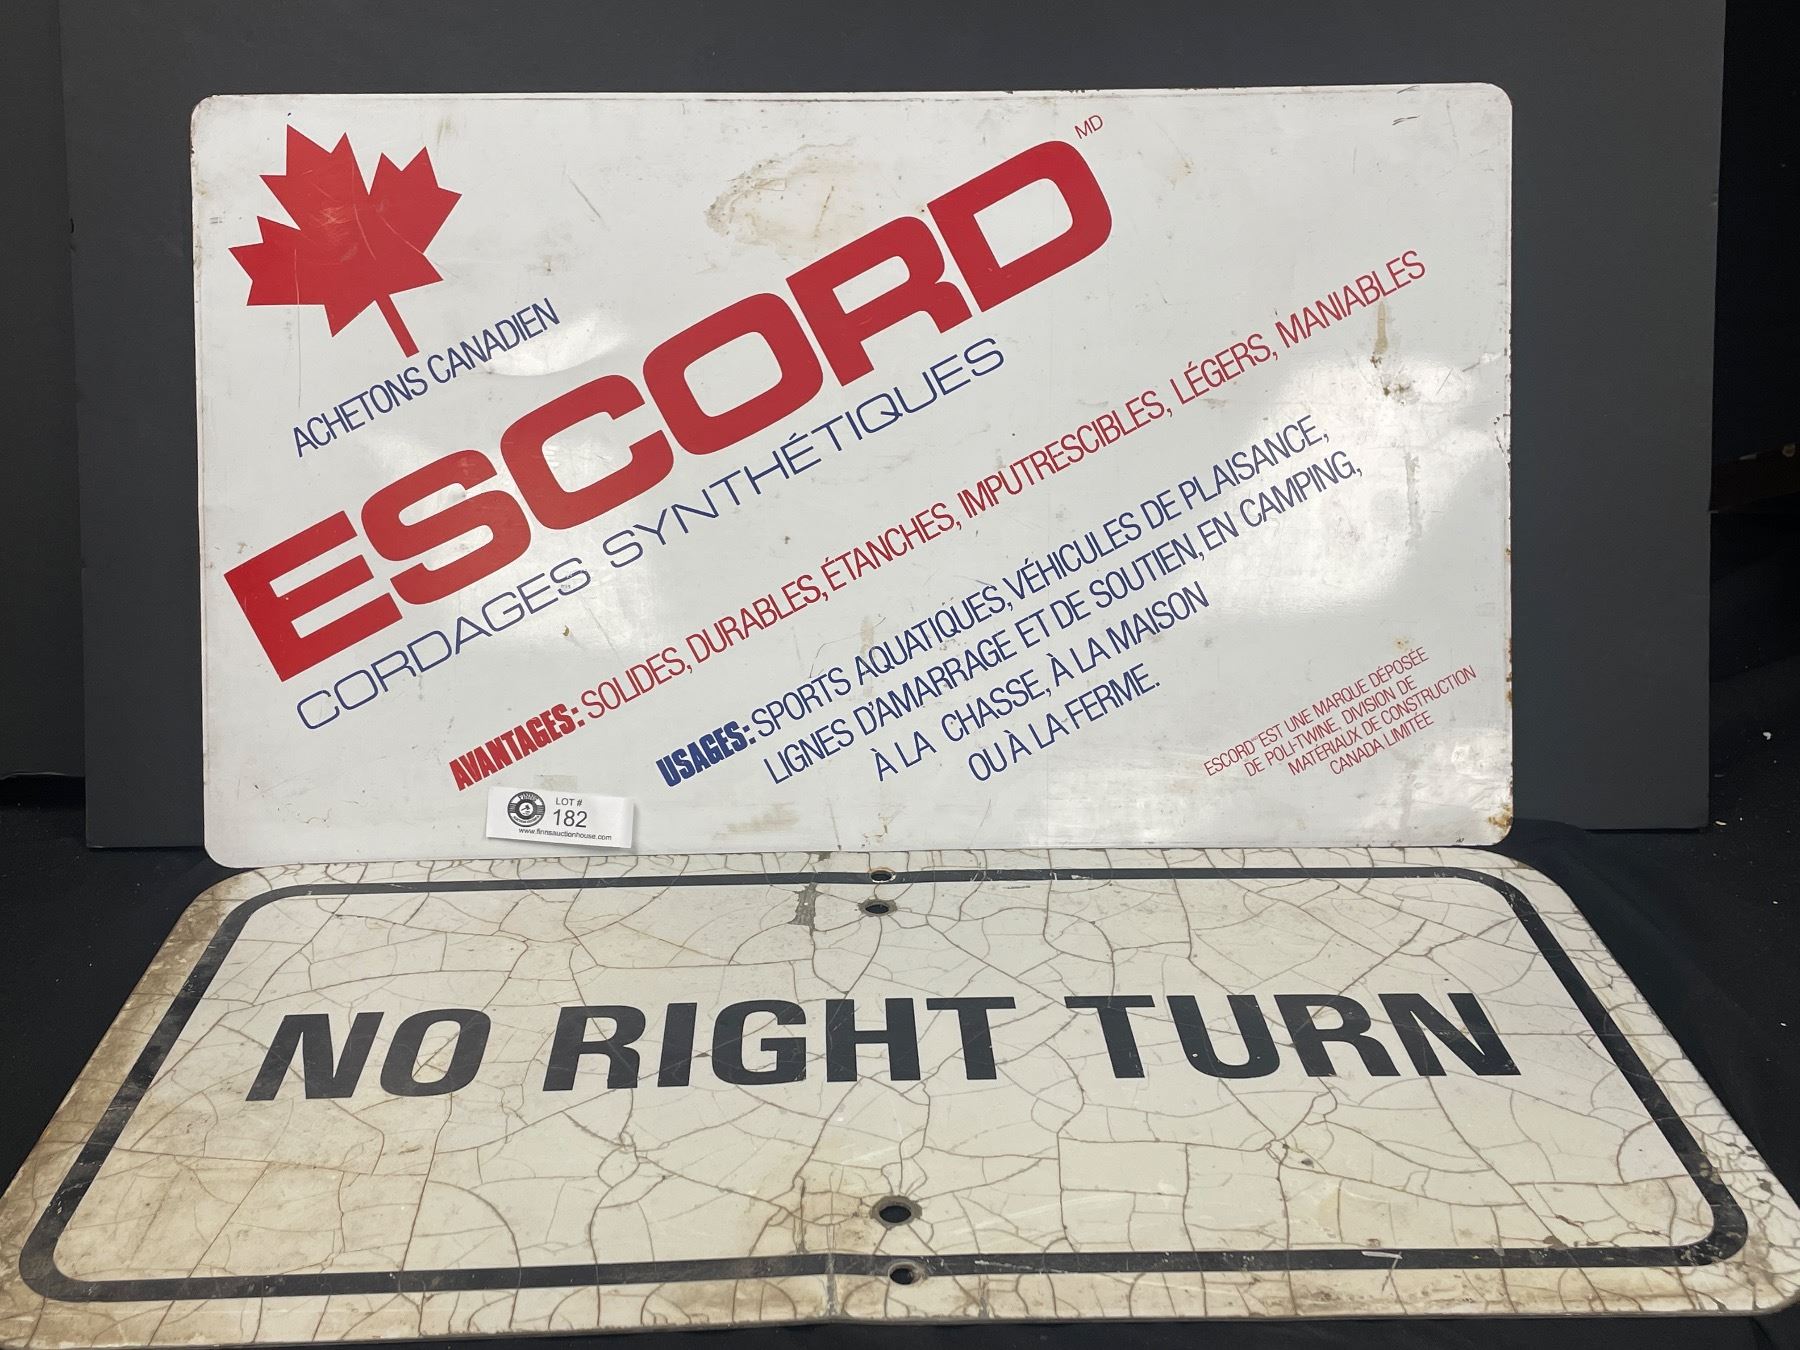 ACHETONS CANADIEN
ESCORD MD
CORDAGES SYNTHÉTIQUES
AVANTAGES: SOLIDES, DURABLES, ÉTANCHES, IMPUTRESCIBLES, LÉGERS, MANIABLES
USAGES: SPORTS AQUATIQUES, VÉHICULES DE PLAISANCE,
LIGNES D'AMARRAGE ET DE SOUTIEN, EN CAMPING,
À LA CHASSE, À LA MAISON
OU À LA FERME.
ESCORD EST UNE MARQUE DÉPOSÉE
DE POLI-TWINE, DIVISION DE
MATÉRIAUX DE CONSTRUCTION
CANADA LIMITÉE
FINNS
LOT #
182
www.finnsauctionhouse.com
NO RIGHT TURN